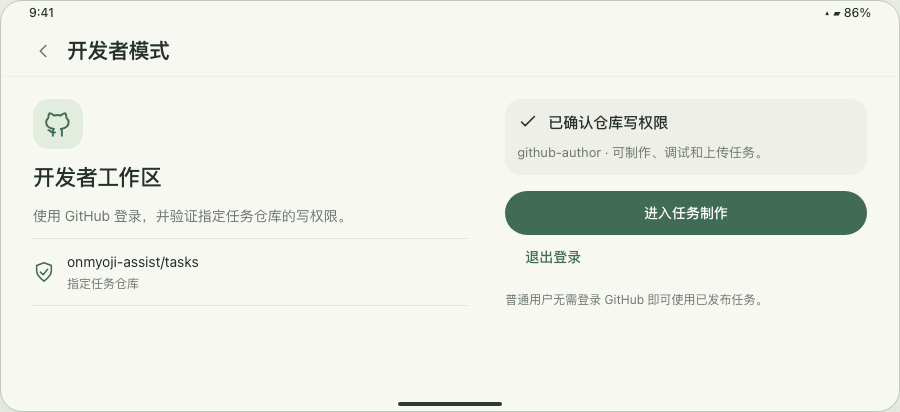 9:41
86%
开发者模式
开发者工作区
使用 GitHub 登录，并验证指定任务仓库的写权限。
onmyoji-assist/tasks
指定任务仓库
已确认仓库写权限
github-author · 可制作、调试和上传任务。
进入任务制作
退出登录
普通用户无需登录 GitHub 即可使用已发布任务。